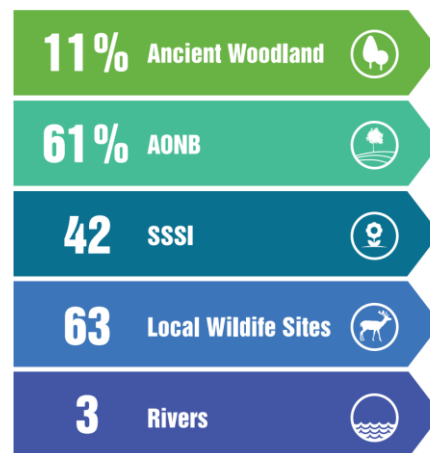 11% Ancient Woodland
61% AONB
42 SSSI
63 Local Wildife Sites
3 Rivers